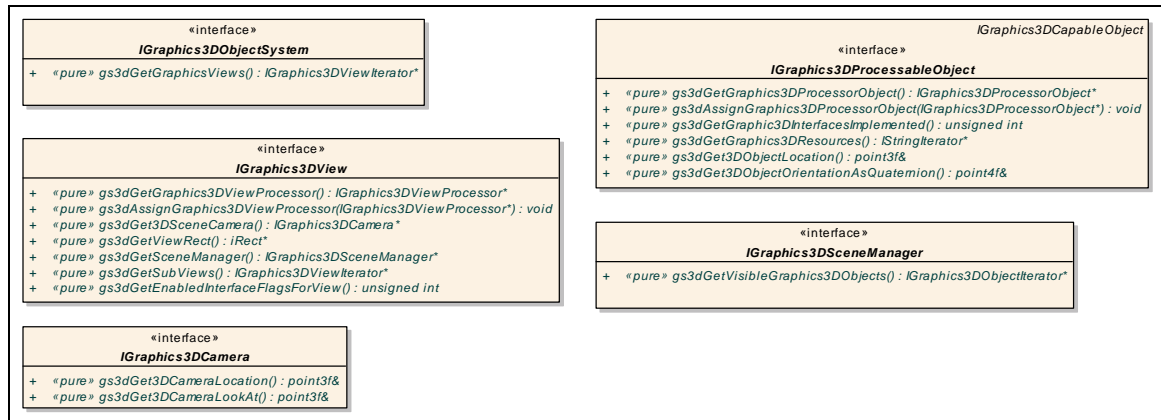 «interface»
IGraphics3DObjectSystem
+ «pure» gs3dGetGraphicsViews() : IGraphics3DViewIterator*
«interface»
IGraphics3DView
+ «pure» gs3dGetGraphics3DViewProcessor() : IGraphics3DViewProcessor*
+ «pure» gs3dAssignGraphics3DViewProcessor(IGraphics3DViewProcessor*) : void
+ «pure» gs3dGet3DSceneCamera() : IGraphics3DCamera*
+ «pure» gs3dGetViewRect() : iRect*
+ «pure» gs3dGetSceneManager() : IGraphics3DSceneManager*
+ «pure» gs3dGetSubViews() : IGraphics3DViewIterator*
+ «pure» gs3dGetEnabledInterfaceFlagsForView() : unsigned int
«interface»
IGraphics3DCamera
+ «pure» gs3dGet3DCameraLocation() : point3f&
+ «pure» gs3dGet3DCameraLookAt() : point3f&
IGraphics3DCapableObject
«interface»
IGraphics3DProcessableObject
+ «pure» gs3dGetGraphics3DProcessorObject() : IGraphics3DProcessorObject*
+ «pure» gs3dAssignGraphics3DProcessorObject(IGraphics3DProcessorObject*) : void
+ «pure» gs3dGetGraphic3DInterfacesImplemented() : unsigned int
+ «pure» gs3dGetGraphics3DResources() : IStringIterator*
+ «pure» gs3dGet3DObjectLocation() : point3f&
+ «pure» gs3dGet3DObjectOrientationAsQuaternion() : point4f&
«interface»
IGraphics3DSceneManager
+ «pure» gs3dGetVisibleGraphics3DObjects() : IGraphics3DObjectIterator*